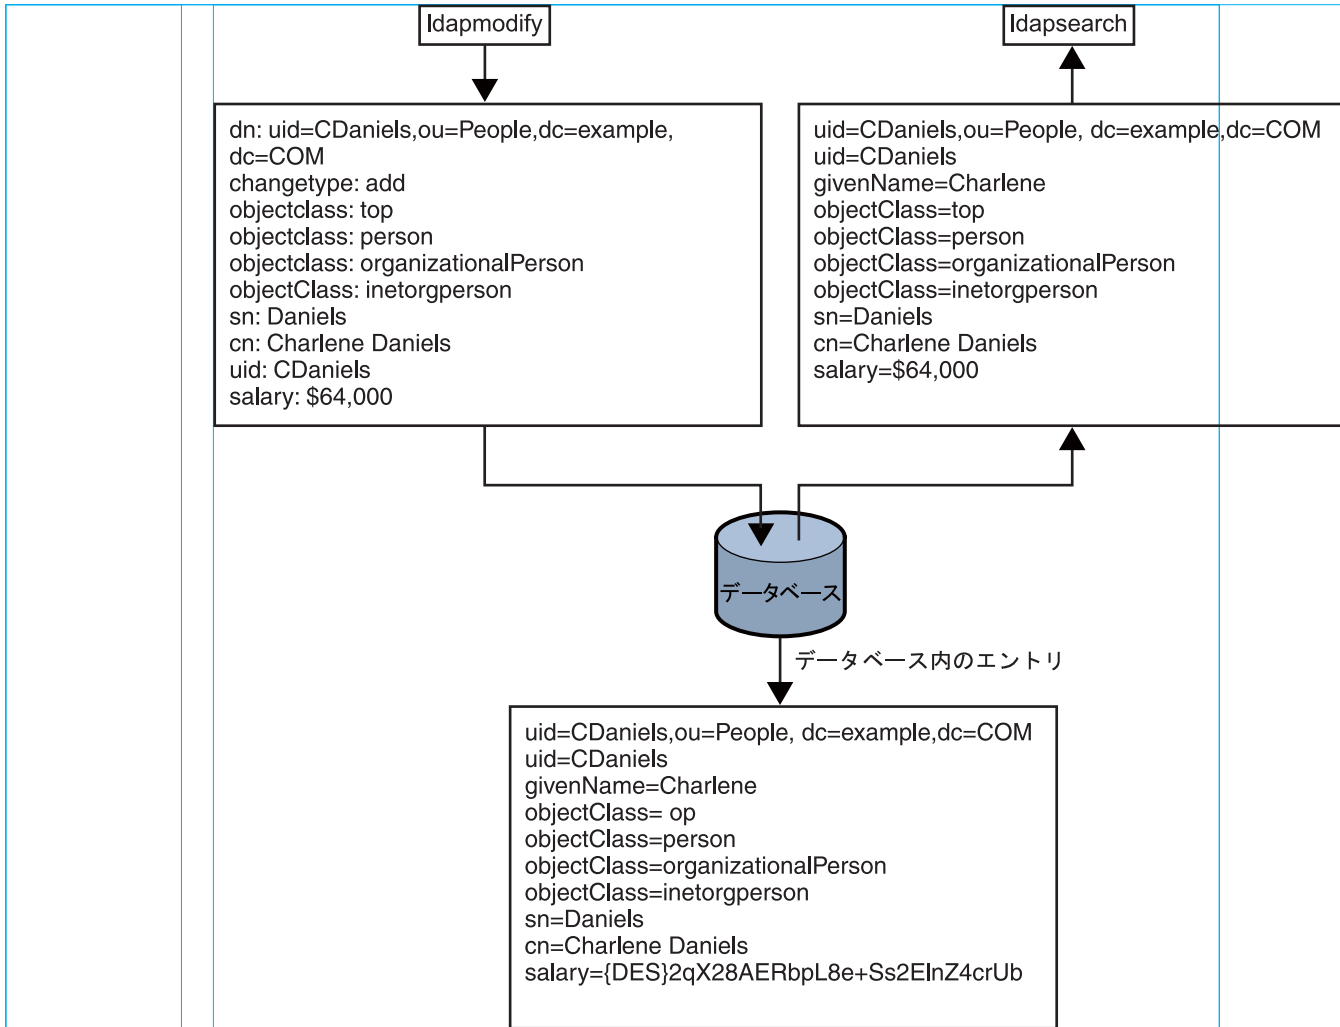 ldapmodify
ldapsearch
dn: uid=CDaniels,ou=People,dc=example,
dc=COM
changetype: add
objectclass: top
objectclass: person
objectclass: organizationalPerson
objectClass: inetorgperson
sn: Daniels
cn: Charlene Daniels
uid: CDaniels
salary: $64,000
uid=CDaniels,ou=People, dc=example,dc=COM
uid=CDaniels
givenName=Charlene
objectClass=top
objectClass=person
objectClass=organizationalPerson
objectClass=inetorgperson
sn=Daniels
cn=Charlene Daniels
salary=$64,000
データベース
データベース内のエントリ
uid=CDaniels,ou=People, dc=example,dc=COM
uid=CDaniels
givenName=Charlene
objectClass= op
objectClass=person
objectClass=organizationalPerson
objectClass=inetorgperson
sn=Daniels
cn=Charlene Daniels
salary={DES}2qX28AERbpL8e+Ss2ElnZ4crUb